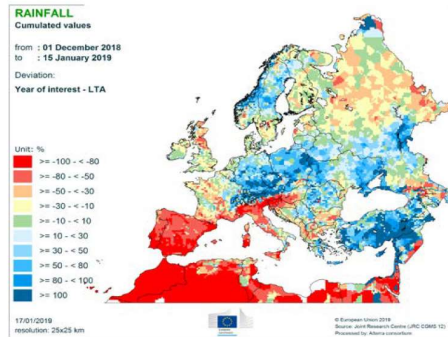 RAINFALL
Cumulated values
from : 01 December 2018
to : 15 January 2019
Deviation:
Year of interest - LTA
Unit: %
>= -100 - < -80
>= -80 - < -50
>= -50 - < -30
>= -30 - < -10
>= -10 - < 10
>= 10 - < 30
>= 30 - < 50
>= 50 - < 80
>= 80 - < 100
>= 100
17/01/2019
resolution: 25x25 km
© European Union 2019
Source: Joint Research Centre (JRC CGMS 12)
Processed by: Alterra consortium